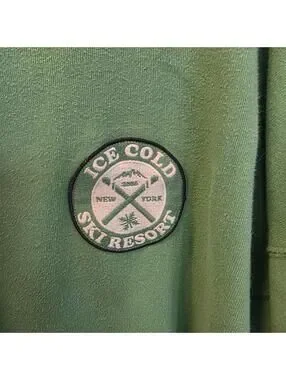 ICE COLD
NEW YORK
SKI RESORT